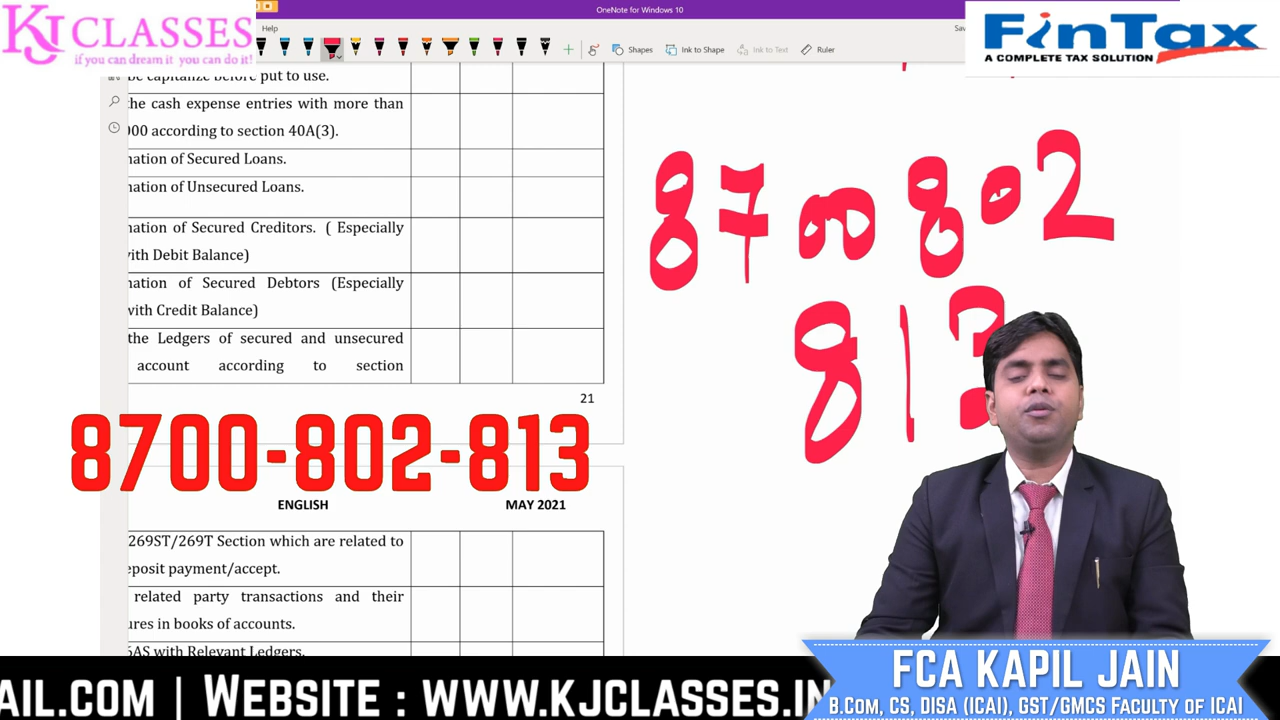 KJ CLASSES
if you can dream it you can do it!
OneNote for Windows 10
Help
Shapes
Ink to Shape
Ink to Text
Ruler
Sav
FinTax
A COMPLETE TAX SOLUTION
be capitalize before put to use.
the cash expense entries with more than
000 according to section 40A(3).
nation of Secured Loans.
nation of Unsecured Loans.
nation of Secured Creditors. ( Especially
with Debit Balance)
nation of Secured Debtors (Especially
with Credit Balance)
the Ledgers of secured and unsecured
account according to section
21
8700802
813
8700-802-813
ENGLISH
MAY 2021
269ST/269T Section which are related to
eposit payment/accept.
related party transactions and their
ures in books of accounts.
6AS with Relevant Ledgers.
FCA KAPIL JAIN
B.COM, CS, DISA (ICAI), GST/GMCS FACULTY OF ICAI
AIL.COM | WEBSITE : WWW.KJCLASSES.IN